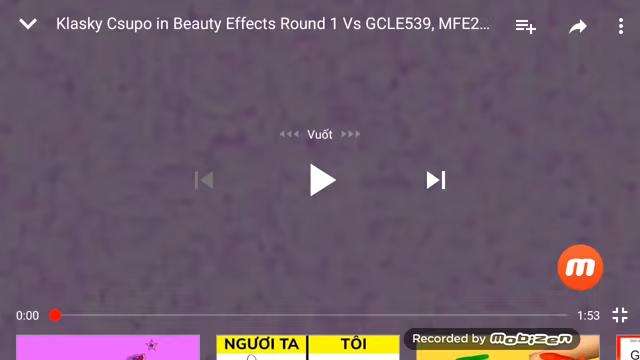 Klasky Csupo in Beauty Effects Round 1 Vs GCLE539, MFE2...
Vuốt
0:00
1:53
Recorded by mobizen
NGƯƠI TA
TÔI
G